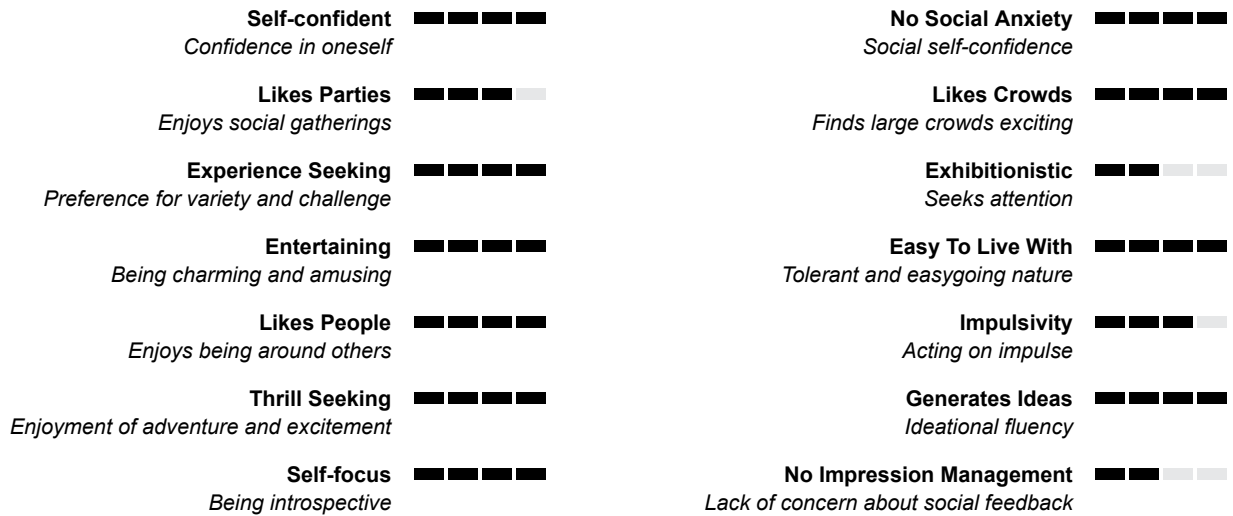 Self-confident
Confidence in oneself
No Social Anxiety
Social self-confidence
Likes Parties
Enjoys social gatherings
Likes Crowds
Finds large crowds exciting
Experience Seeking
Preference for variety and challenge
Exhibitionistic
Seeks attention
Entertaining
Being charming and amusing
Easy To Live With
Tolerant and easygoing nature
Likes People
Enjoys being around others
Impulsivity
Acting on impulse
Thrill Seeking
Enjoyment of adventure and excitement
Generates Ideas
Ideational fluency
Self-focus
Being introspective
No Impression Management
Lack of concern about social feedback